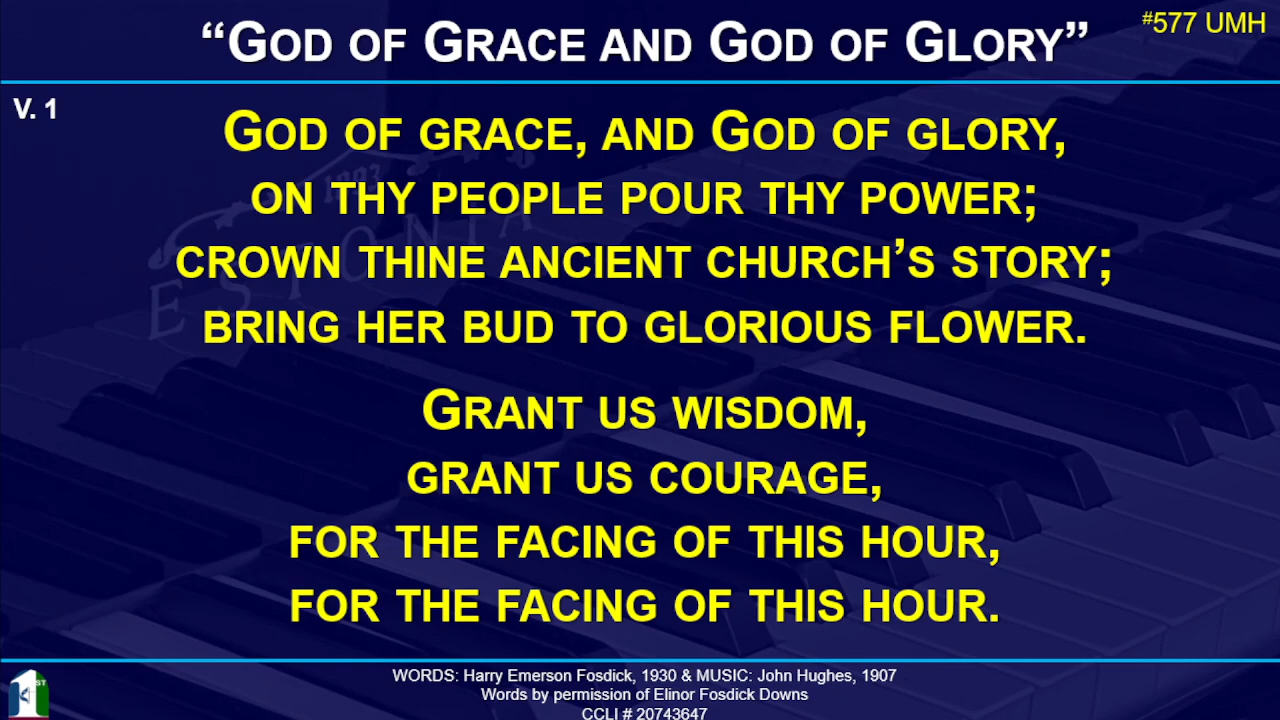 “God of Grace and God of Glory”
#577 UMH
V. 1
God of grace, and God of glory,
on thy people pour thy power;
crown thine ancient church’s story;
bring her bud to glorious flower.
Grant us wisdom,
grant us courage,
for the facing of this hour,
for the facing of this hour.
1893
ESTONIA
WORDS: Harry Emerson Fosdick, 1930 & MUSIC: John Hughes, 1907
Words by permission of Elinor Fosdick Downs
CCLI # 20743647
1ST